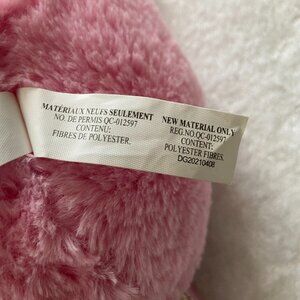 MATÉRIAUX NEUFS SEULEMENT
NO. DE PERMIS QC-012597
CONTENU:
FIBRES DE POLYESTER.
NEW MATERIAL ONLY
REG.NO.QC-012597
CONTENT:
POLYESTER FIBRES.
DG20210408